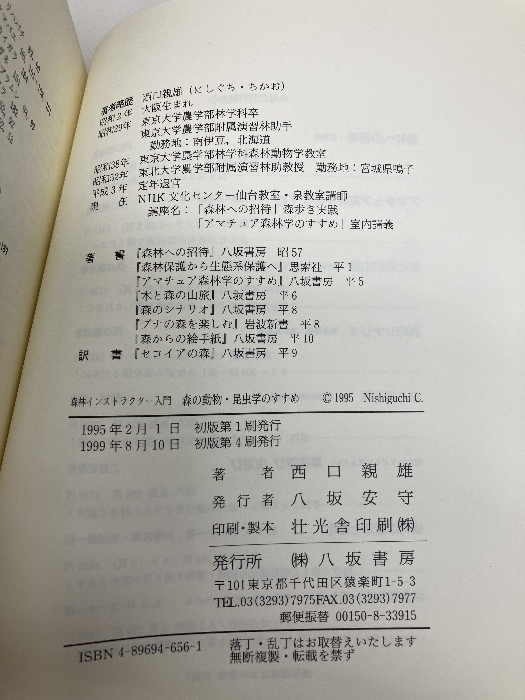 著者略歴 西口親雄（にしぐち・ちかお）
昭和2年 大阪生まれ
昭和29年 東京大学農学部林学科卒
東京大学農学部附属演習林助手
勤務地：南伊豆，北海道
昭和38年 東京大学農学部林学科森林動物学教室
昭和52年 東北大学農学部附属演習林助教授 勤務地：宮城県鳴子
平成3年 定年退官
現在 NHK文化センター仙台教室・泉教室講師
講座名：「森林への招待」森歩き実践
「アマチュア森林学のすすめ」室内講義
著書 『森林への招待』八坂書房 昭57
『森林保護から生態系保護へ』思索社 平1
『アマチュア森林学のすすめ』八坂書房 平5
『木と森の山旅』八坂書房 平6
『森のシナリオ』八坂書房 平8
『ブナの森を楽しむ』岩波新書 平8
『森からの絵手紙』八坂書房 平10
訳書 『セコイアの森』八坂書房 平9
森林インストラクター入門 森の動物・昆虫学のすすめ © 1995 Nishiguchi C.
1995年2月1日 初版第1刷発行
1999年8月10日 初版第4刷発行
著者 西口親雄
発行者 八坂安守
印刷・製本 壮光舎印刷㈱
発行所 ㈱八坂書房
〒101東京都千代田区猿楽町1-5-3
TEL.03(3293)7975FAX.03(3293)7977
郵便振替 00150-8-33915
ISBN 4-89694-656-1 落丁・乱丁はお取替えいたします
無断複製・転載を禁ず